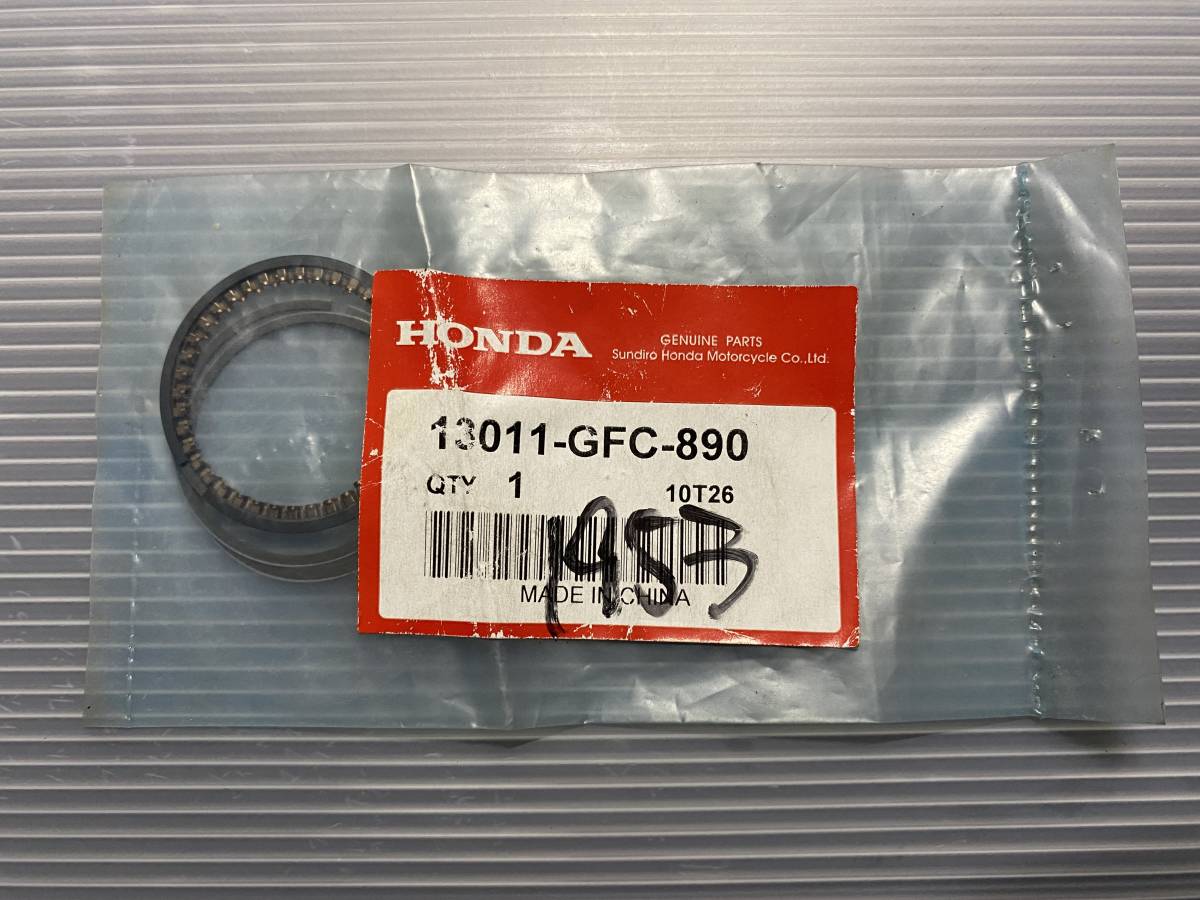 HONDA
GENUINE PARTS
Sundiro Honda Motorcycle Co.,Ltd.
13011-GFC-890
QTY 1
10T26
1953
MADE IN CHINA